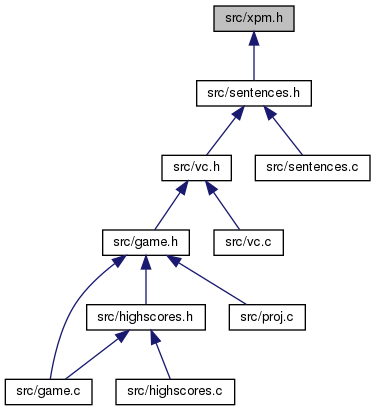 src/xpm.h
src/sentences.h
src/vc.h
src/sentences.c
src/game.h
src/vc.c
src/highscores.h
src/proj.c
src/game.c
src/highscores.c